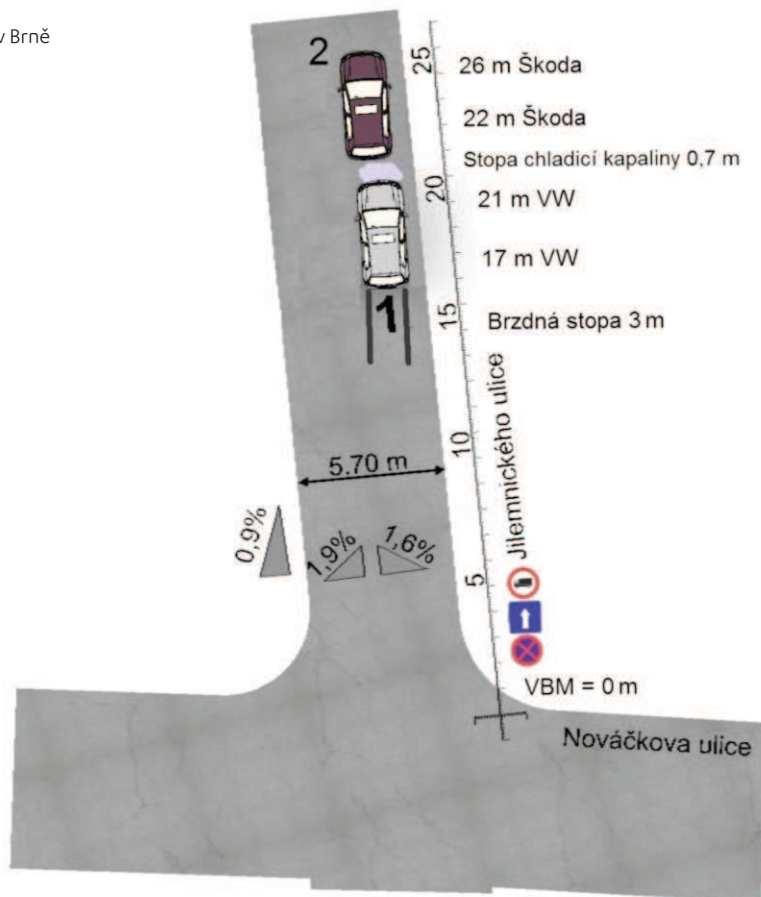 v Brně
2
25
26 m Škoda
22 m Škoda
Stopa chladicí kapaliny 0,7 m
20
21 m VW
17 m VW
1
15
Brzdná stopa 3 m
Jilemnického ulice
10
5.70 m
0,9%
1,9%
1,6%
5
VBM = 0 m
Nováčkova ulice